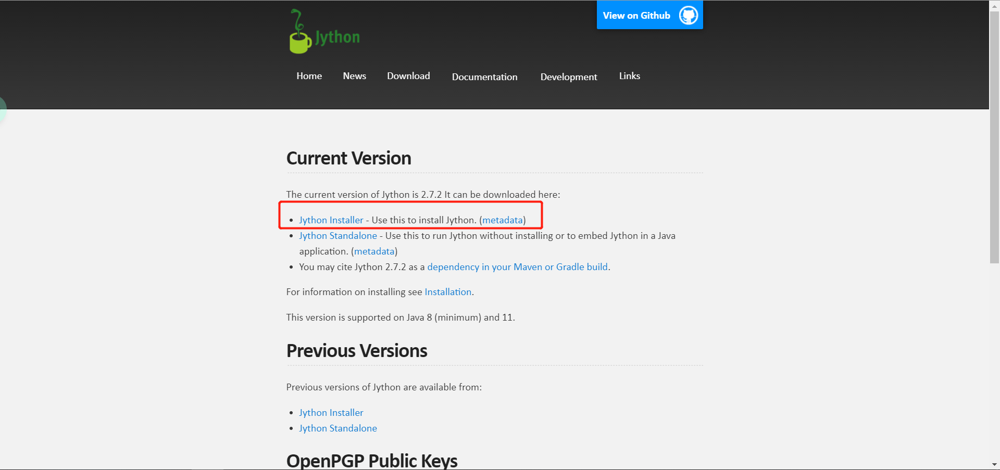 Jython
View on Github
Home News Download Documentation Development Links
Current Version
The current version of Jython is 2.7.2 It can be downloaded here:
• Jython Installer - Use this to install Jython. (metadata)
• Jython Standalone - Use this to run Jython without installing or to embed Jython in a Java
application. (metadata)
• You may cite Jython 2.7.2 as a dependency in your Maven or Gradle build.
For information on installing see Installation.
This version is supported on Java 8 (minimum) and 11.
Previous Versions
Previous versions of Jython are available from:
• Jython Installer
• Jython Standalone
OpenPGP Public Keys